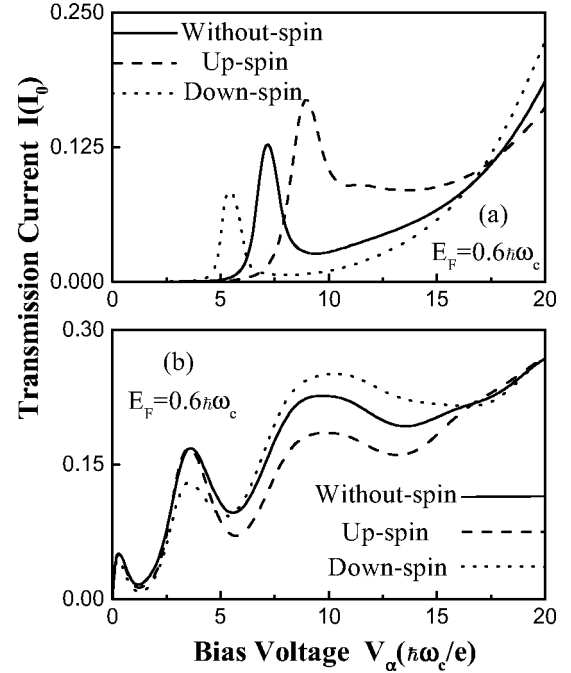 Transmission Current I(I₀)
0.250
0.125
0.000
Without-spin
Up-spin
Down-spin
(a)
E_F=0.6ℏω_c
0 5 10 15 20
0.30
0.15
0.00
(b)
E_F=0.6ℏω_c
Without-spin
Up-spin
Down-spin
0 5 10 15 20
Bias Voltage V_α(ℏω_c/e)